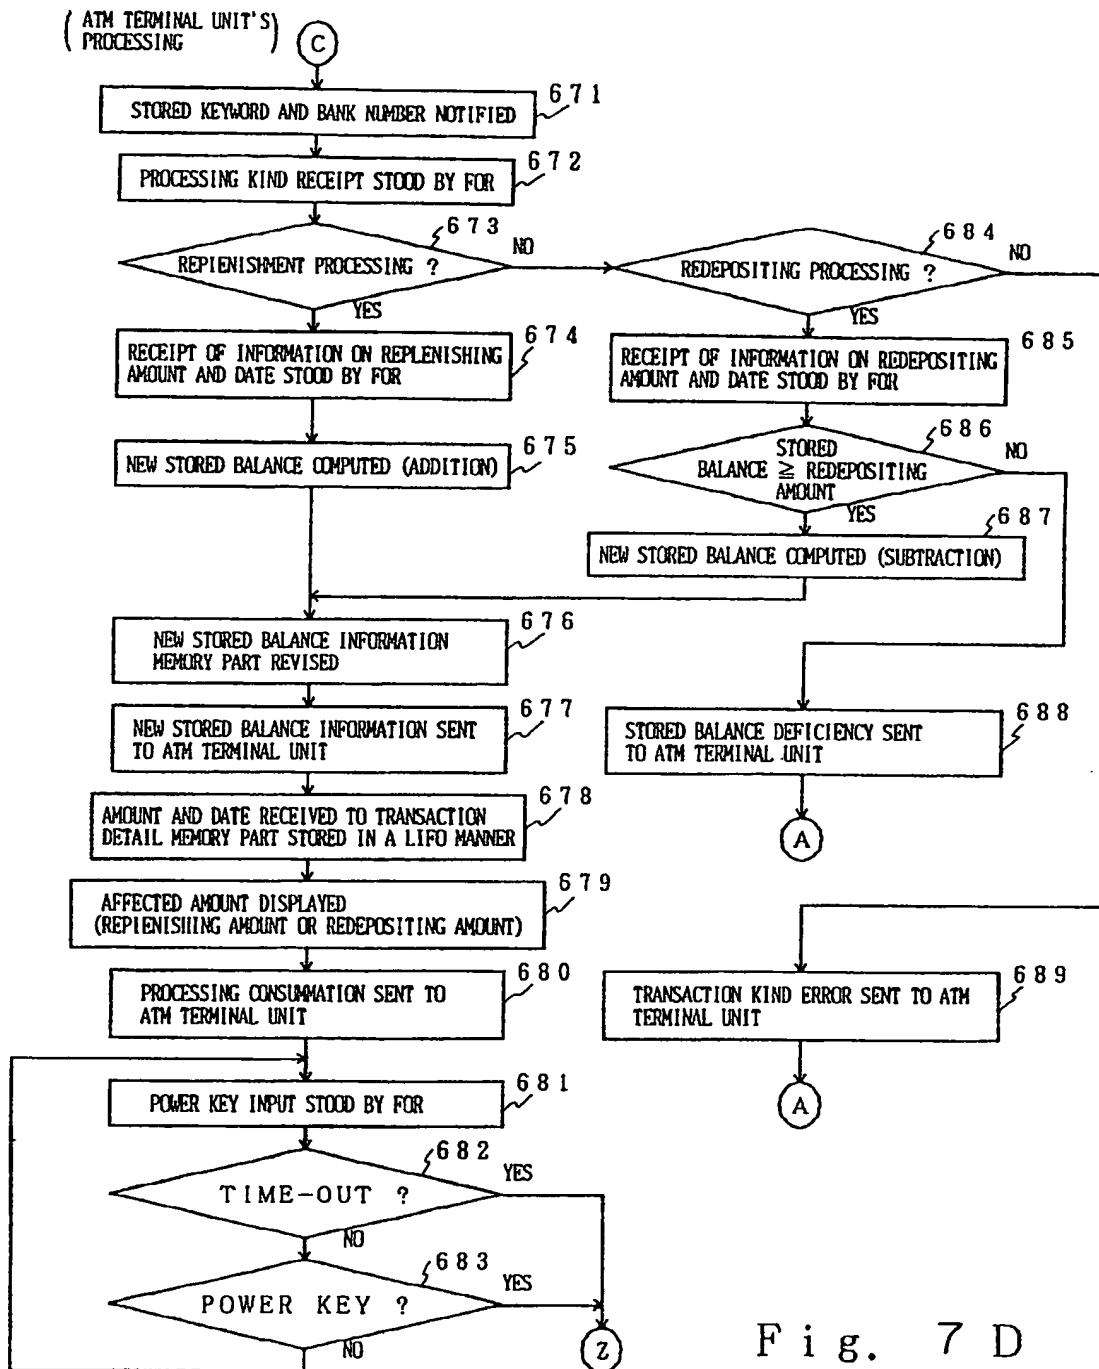 (ATM TERMINAL UNIT'S
PROCESSING)
C
671
STORED KEYWORD AND BANK NUMBER NOTIFIED
672
PROCESSING KIND RECEIPT STOOD BY FOR
673
REPLENISHMENT PROCESSING ?
NO
YES
684
REDEPOSITING PROCESSING ?
NO
YES
674
RECEIPT OF INFORMATION ON REPLENISHING
AMOUNT AND DATE STOOD BY FOR
685
RECEIPT OF INFORMATION ON REDEPOSITING
AMOUNT AND DATE STOOD BY FOR
675
NEW STORED BALANCE COMPUTED (ADDITION)
686
STORED
BALANCE ≧ REDEPOSITING
AMOUNT
NO
YES
687
NEW STORED BALANCE COMPUTED (SUBTRACTION)
676
NEW STORED BALANCE INFORMATION
MEMORY PART REVISED
677
NEW STORED BALANCE INFORMATION SENT
TO ATM TERMINAL UNIT
688
STORED BALANCE DEFICIENCY SENT
TO ATM TERMINAL UNIT
A
678
AMOUNT AND DATE RECEIVED TO TRANSACTION
DETAIL MEMORY PART STORED IN A LIFO MANNER
679
AFFECTED AMOUNT DISPLAYED
(REPLENISHING AMOUNT OR REDEPOSITING AMOUNT)
680
PROCESSING CONSUMMATION SENT TO
ATM TERMINAL UNIT
689
TRANSACTION KIND ERROR SENT TO ATM
TERMINAL UNIT
A
681
POWER KEY INPUT STOOD BY FOR
682
TIME-OUT ?
YES
NO
683
POWER KEY ?
YES
NO
Z
Fig. 7D